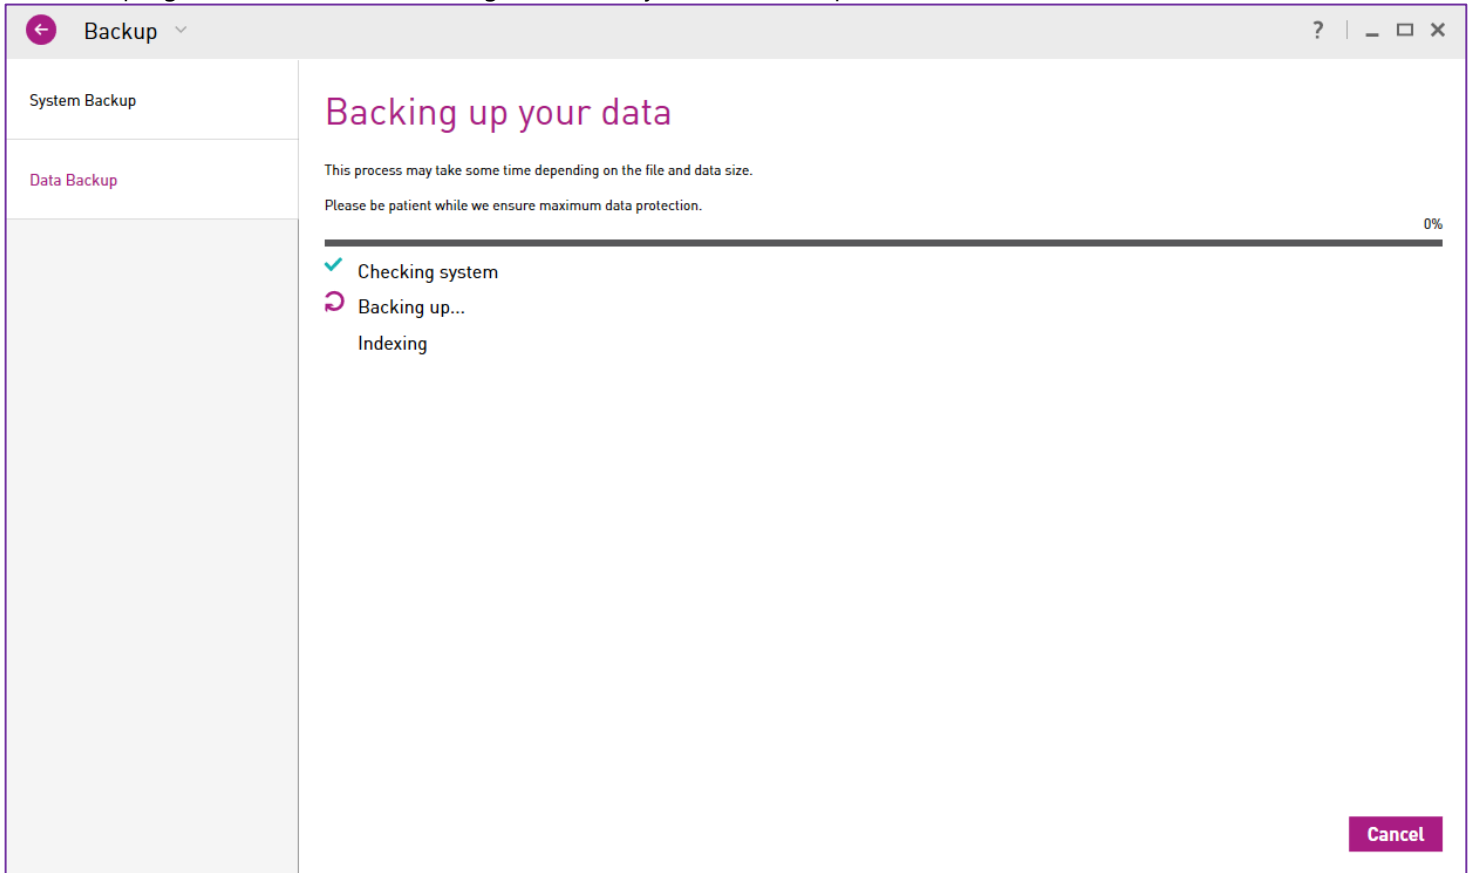 Backup
?
System Backup
Data Backup
Backing up your data
This process may take some time depending on the file and data size.
Please be patient while we ensure maximum data protection.
0%
Checking system
Backing up...
Indexing
Cancel